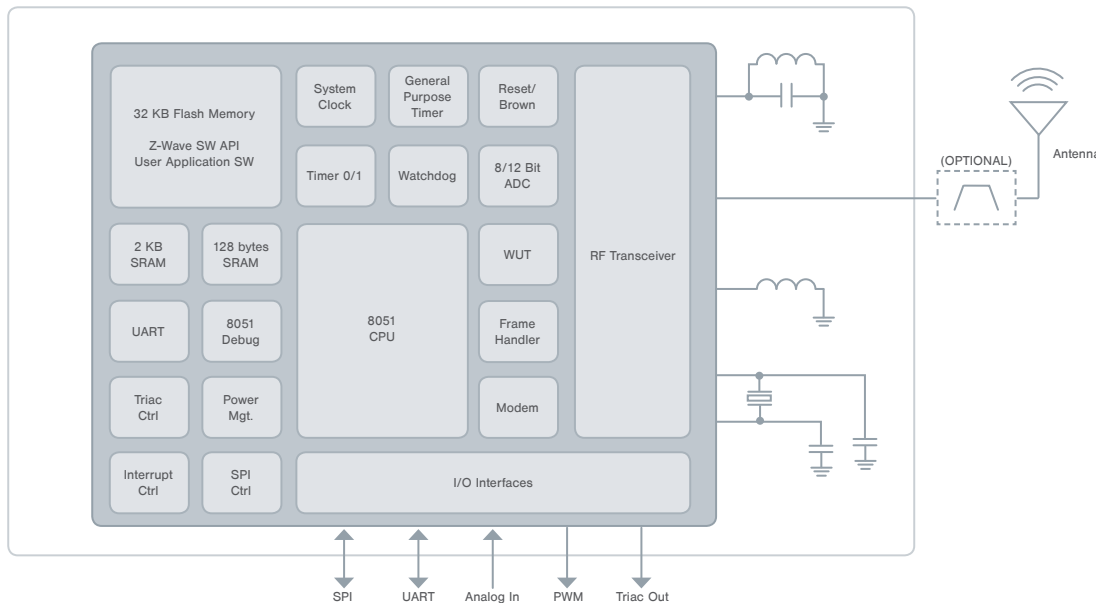 32 KB Flash Memory
Z-Wave SW API
User Application SW
System
Clock
General
Purpose
Timer
Reset/
Brown
Timer 0/1
Watchdog
8/12 Bit
ADC
2 KB
SRAM
128 bytes
SRAM
8051
CPU
WUT
RF Transceiver
UART
8051
Debug
Frame
Handler
Triac
Ctrl
Power
Mgt.
Modem
Interrupt
Ctrl
SPI
Ctrl
I/O Interfaces
(OPTIONAL)
Antenna
SPI
UART
Analog In
PWM
Triac Out